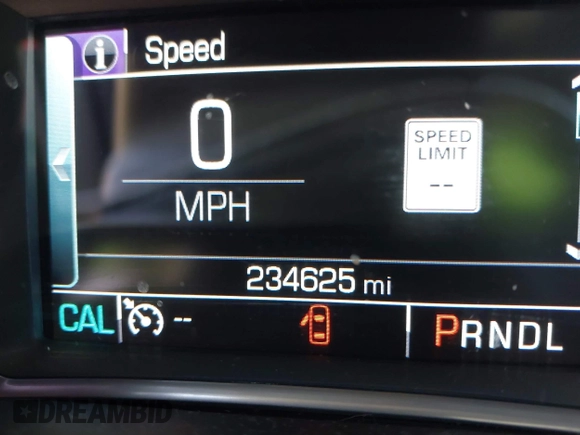 i Speed
0
MPH
SPEED
LIMIT
--
234625 mi
CAL -- PRNDL
DREAMBID